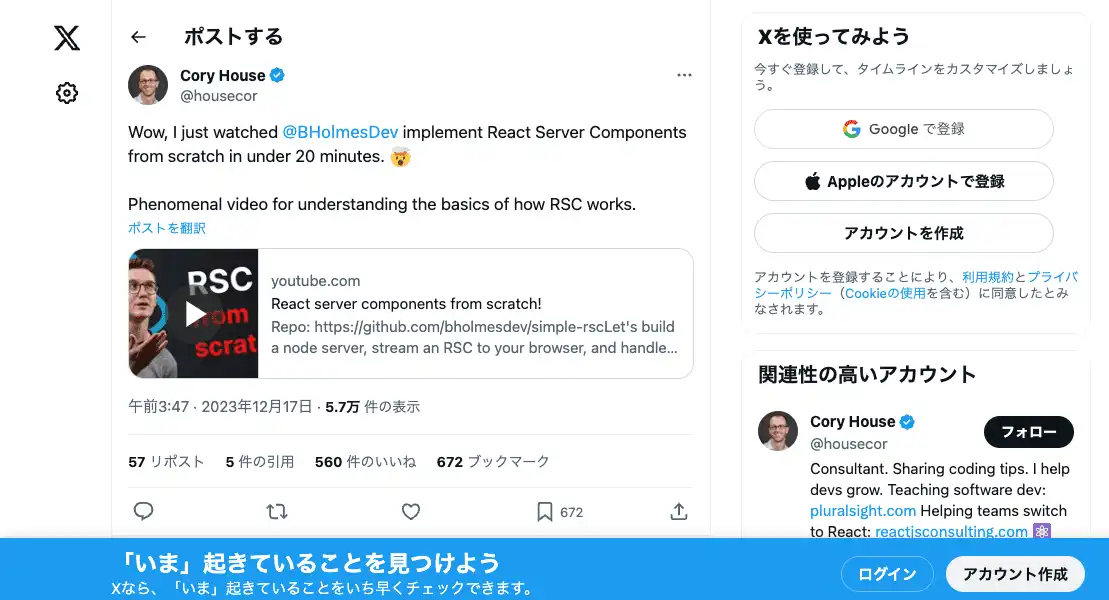 ポストする
Cory House
@housecor
Wow, I just watched @BHolmesDev implement React Server Components
from scratch in under 20 minutes. 🤯
Phenomenal video for understanding the basics of how RSC works.
ポストを翻訳
RSC
from
scrat
youtube.com
React server components from scratch!
Repo: https://github.com/bholmesdev/simple-rscLet's build
a node server, stream an RSC to your browser, and handle…
午前3:47 · 2023年12月17日 · 5.7万 件の表示
57 リポスト 5 件の引用 560 件のいいね 672 ブックマーク
672
Xを使ってみよう
今すぐ登録して、タイムラインをカスタマイズしましょ
う。
Google で登録
Appleのアカウントで登録
アカウントを作成
アカウントを登録することにより、利用規約とプライバ
シーポリシー（Cookieの使用を含む）に同意したとみ
なされます。
関連性の高いアカウント
Cory House
@housecor
フォロー
Consultant. Sharing coding tips. I help
devs grow. Teaching software dev:
pluralsight.com Helping teams switch
to React: reactjsconsulting.com ⚛️
「いま」起きていることを見つけよう
Xなら、「いま」起きていることをいち早くチェックできます。
ログイン
アカウント作成